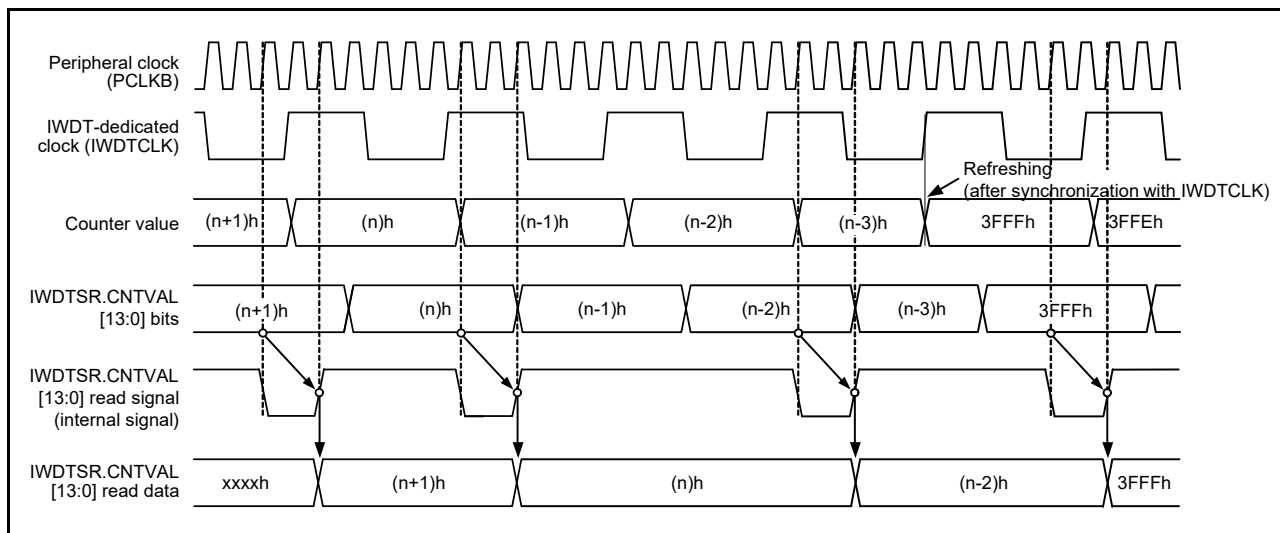 Peripheral clock
(PCLKB)
IWDT-dedicated
clock (IWDTCLK)
Refreshing
(after synchronization with IWDTCLK)
Counter value
(n+1)h
(n)h
(n-1)h
(n-2)h
(n-3)h
3FFFh
3FFEh
IWDTSR.CNTVAL
[13:0] bits
(n+1)h
(n)h
(n-1)h
(n-2)h
(n-3)h
3FFFh
IWDTSR.CNTVAL
[13:0] read signal
(internal signal)
IWDTSR.CNTVAL
[13:0] read data
xxxxh
(n+1)h
(n)h
(n-2)h
3FFFh